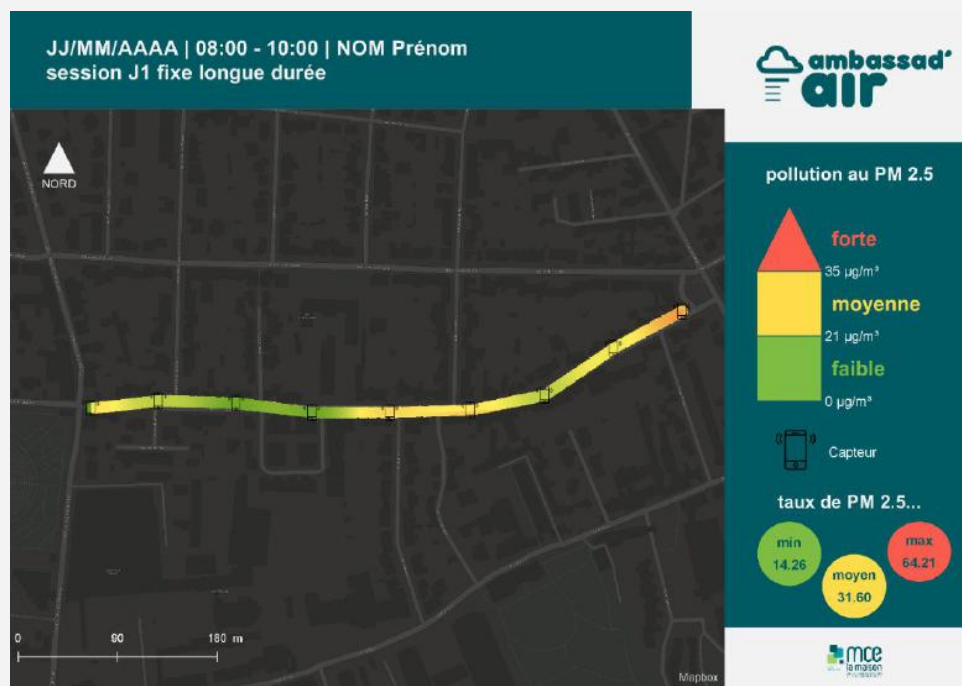 JJ/MM/AAAA | 08:00 - 10:00 | NOM Prénom
session J1 fixe longue durée
ambassad'
air
NORD
pollution au PM 2.5
forte
35 µg/m³
moyenne
21 µg/m³
faible
0 µg/m³
Capteur
taux de PM 2.5...
min
14.26
max
64.21
moyen
31.60
0 90 180 m
Mapbox
mce
la maison